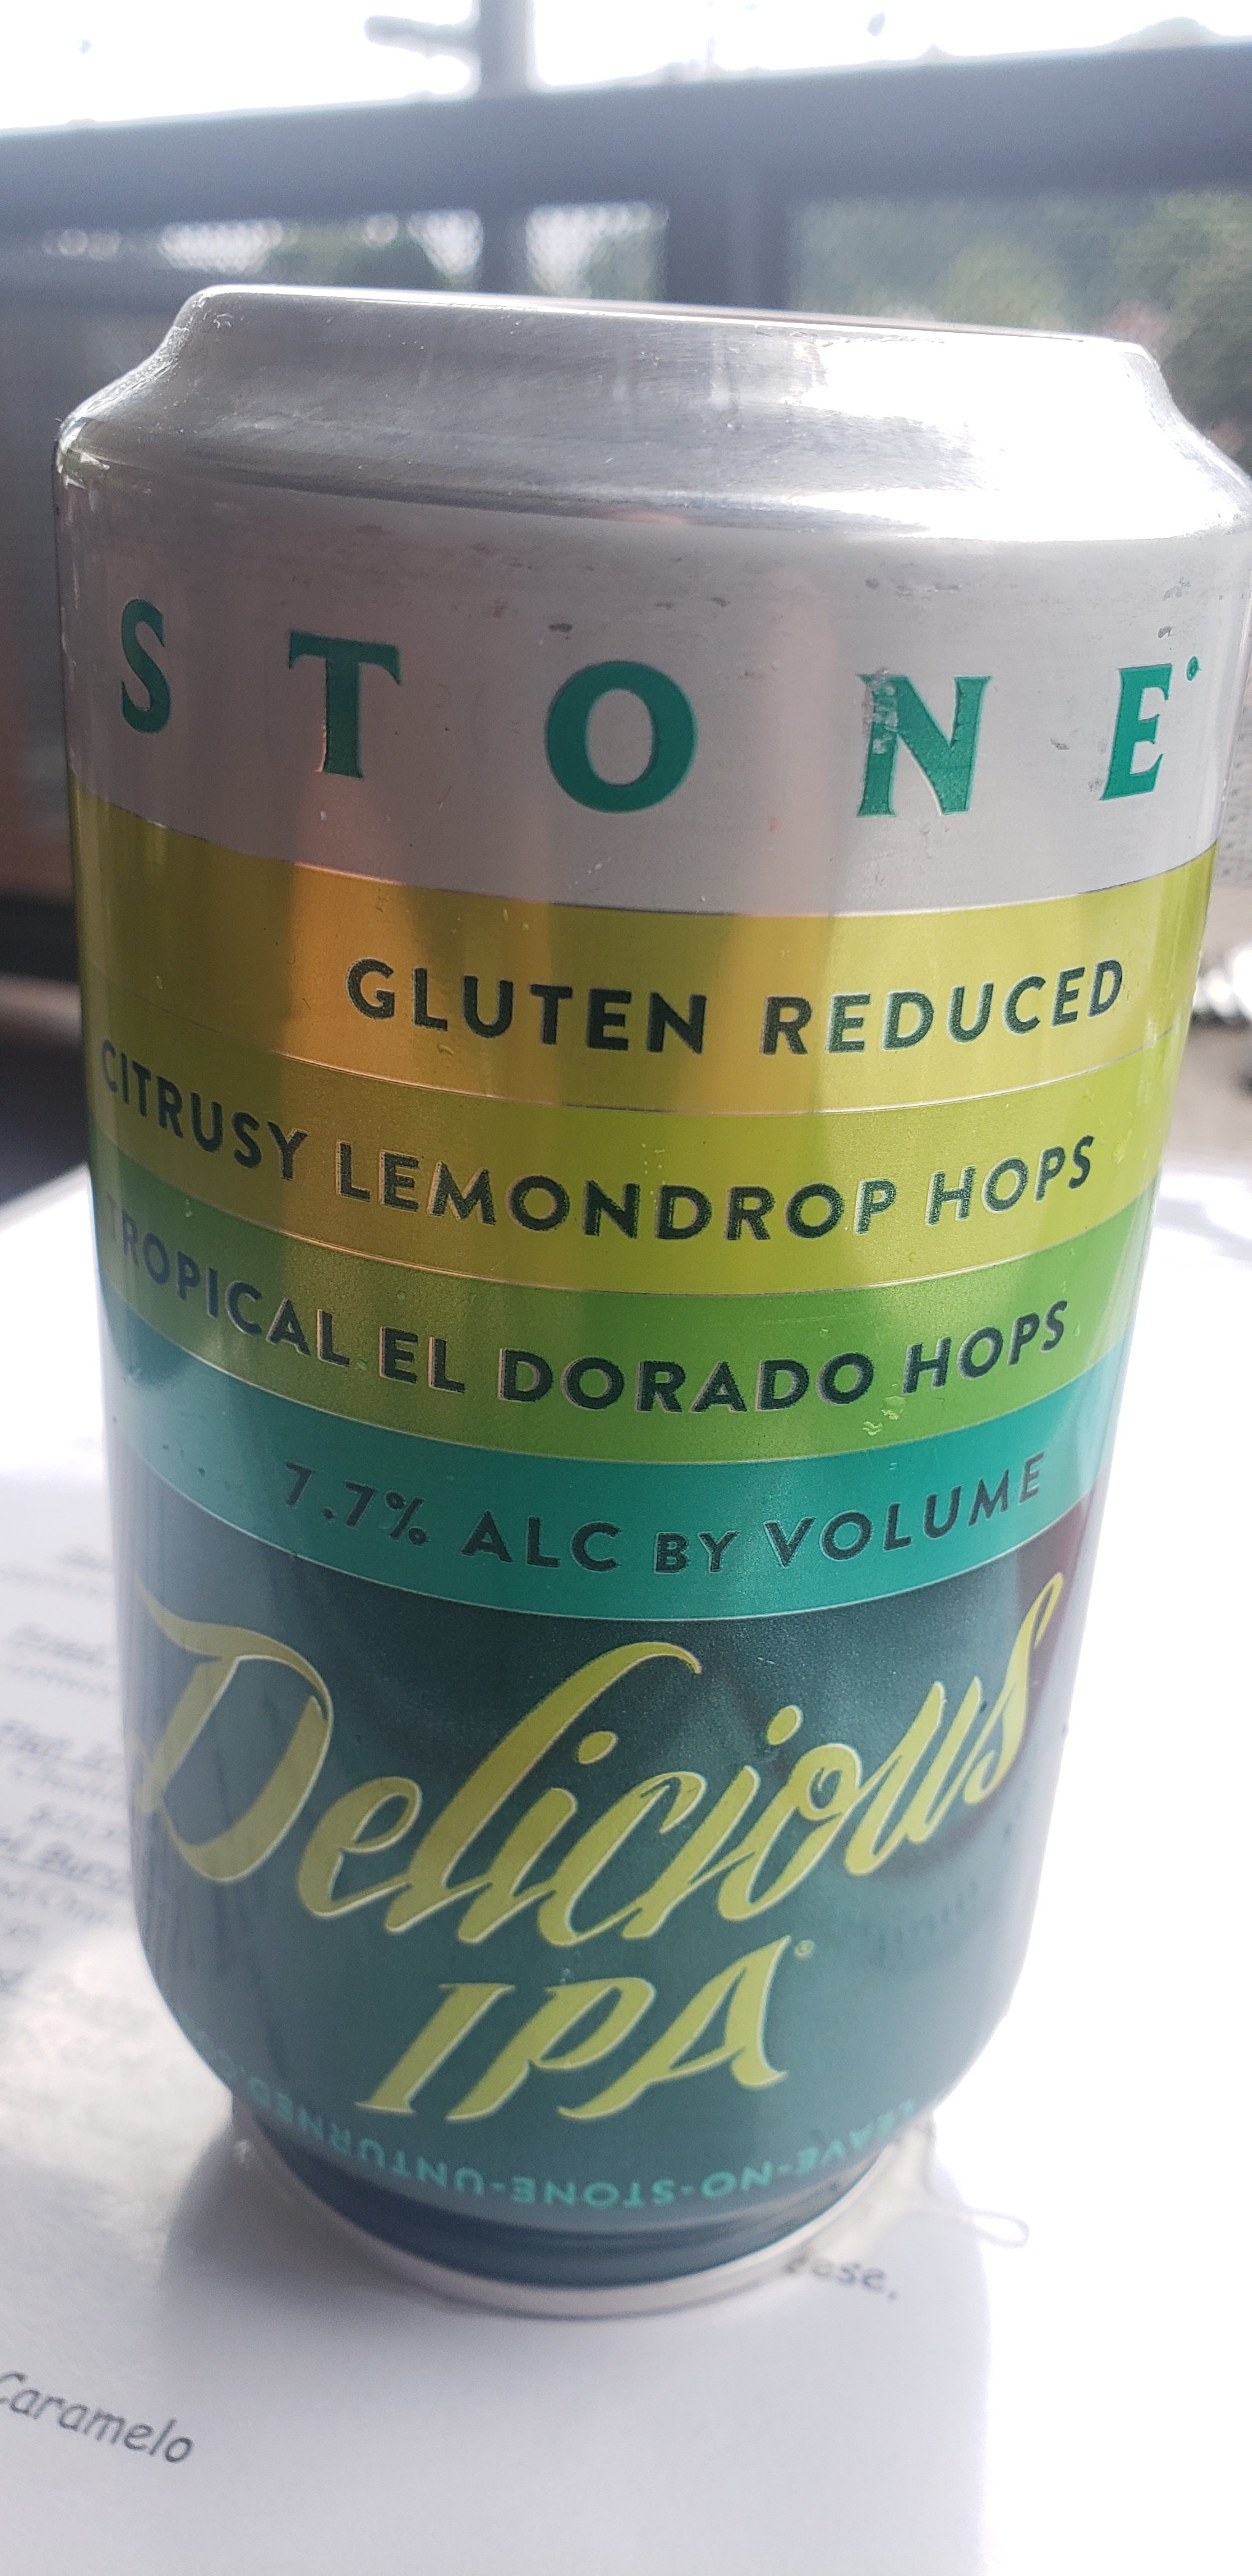 STONE
GLUTEN REDUCED
CITRUSY LEMONDROP HOPS
TROPICAL EL DORADO HOPS
7.7% ALC BY VOLUME
Delicious
IPA®
LEAVE-NO-STONE-UNTURNED
Caramelo